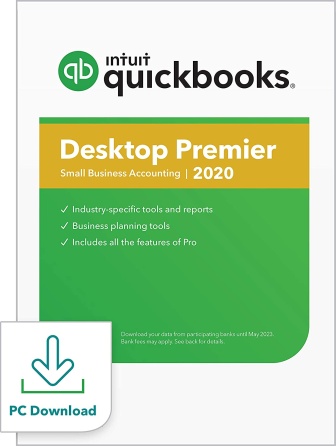 qb
ıntuıt
quickbooks®
Desktop Premier
Small Business Accounting | 2020
✓ Industry-specific tools and reports
✓ Business planning tools
✓ Includes all the features of Pro
Download your data from participating banks until May 2023.
Bank fees may apply. See back for details.
PC Download